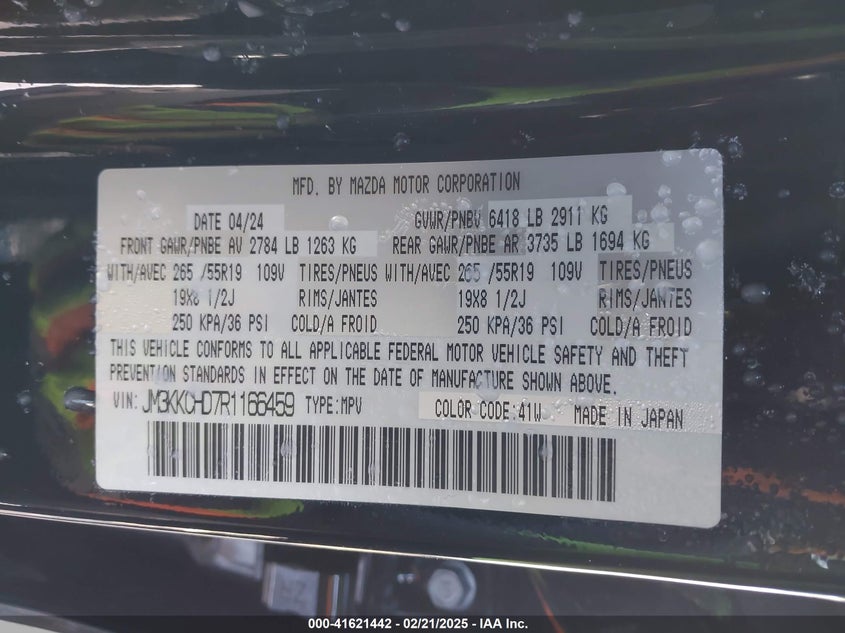 MFD. BY MAZDA MOTOR CORPORATION
DATE 04/24 GVWR/PNBV 6418 LB 2911 KG
FRONT GAWR/PNBE AV 2784 LB 1263 KG REAR GAWR/PNBE AR 3735 LB 1694 KG
WITH/AVEC 265 /55R19 109V TIRES/PNEUS WITH/AVEC 265 /55R19 109V TIRES/PNEUS
19X8 1/2J RIMS/JANTES 19X8 1/2J RIMS/JANTES
250 KPA/36 PSI COLD/A FROID 250 KPA/36 PSI COLD/A FROID
THIS VEHICLE CONFORMS TO ALL APPLICABLE FEDERAL MOTOR VEHICLE SAFETY AND THEFT
PREVENTION STANDARDS IN EFFECT ON THE DATE OF MANUFACTURE SHOWN ABOVE.
VIN: JM3KKCHD7R1166459 TYPE:MPV COLOR CODE:41W MADE IN JAPAN
000-41621442 - 02/21/2025 - IAA Inc.